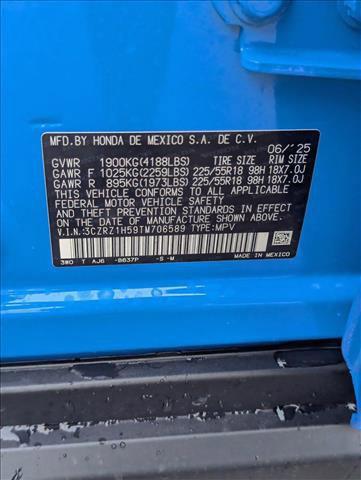 MFD.BY HONDA DE MEXICO S.A. DE C.V.
06/'25
GVWR 1900KG(4188LBS) TIRE SIZE RIM SIZE
GAWR F 1025KG(2259LBS) 225/55R18 98H 18X7.0J
GAWR R 895KG(1973LBS) 225/55R18 98H 18X7.0J
THIS VEHICLE CONFORMS TO ALL APPLICABLE
FEDERAL MOTOR VEHICLE SAFETY STANDARDS
IN EFFECT ON THE DATE OF MANUFACTURE SHOWN ABOVE.
V.I.N.:3CZRZ1H59TM706589 TYPE:MPV
3W0 T AJ6 -B637P -S -M
MADE IN MEXICO